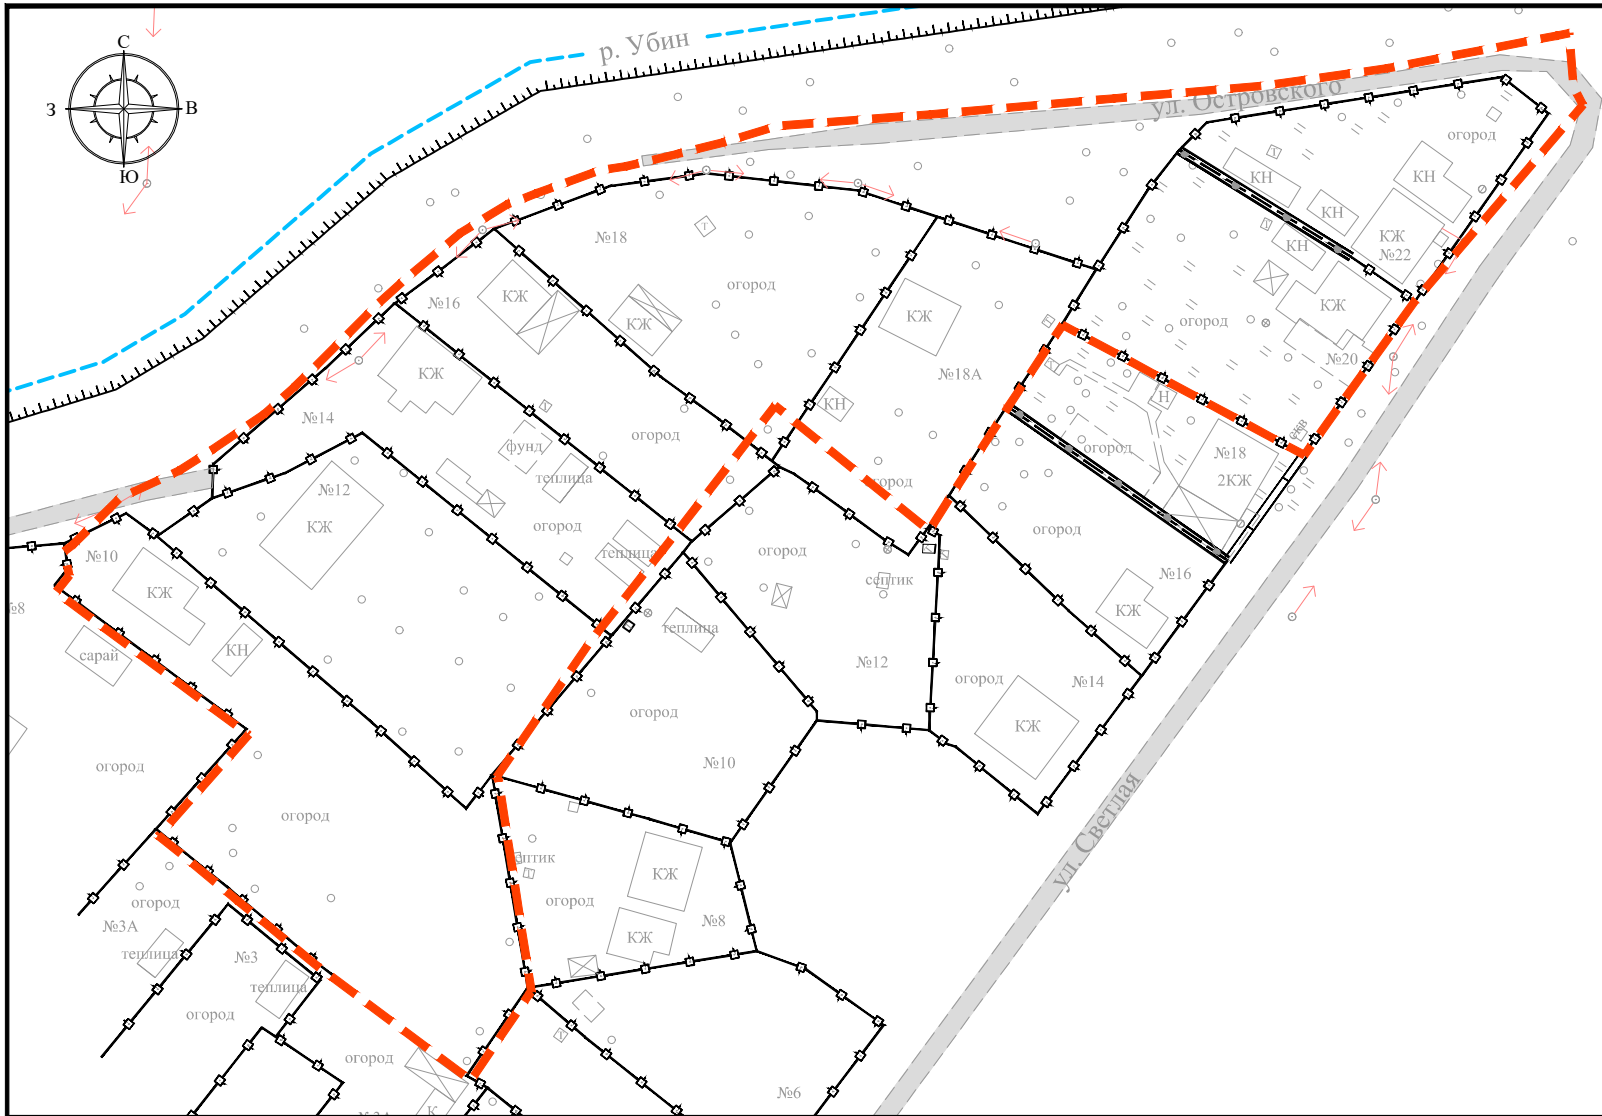 С
З
В
Ю
р. Убин
ул. Островского
огород
КН
КН
КН
КН
КЖ
№22
№18
огород
№16
КЖ
КЖ
КЖ
огород
КЖ
№20
КЖ
№18А
КН
№14
Н
скв
огород
фунд
огород
№18
2КЖ
№12
теплица
огород
КЖ
огород
огород
огород
№10
теплица
септик
№16
КЖ
№8
КЖ
теплица
КН
сарай
№12
огород
№14
огород
КЖ
огород
№10
огород
ул. Светлая
септик
КЖ
огород
огород
№8
№3А
КЖ
теплица
№3
теплица
огород
огород
№6
№3А
К